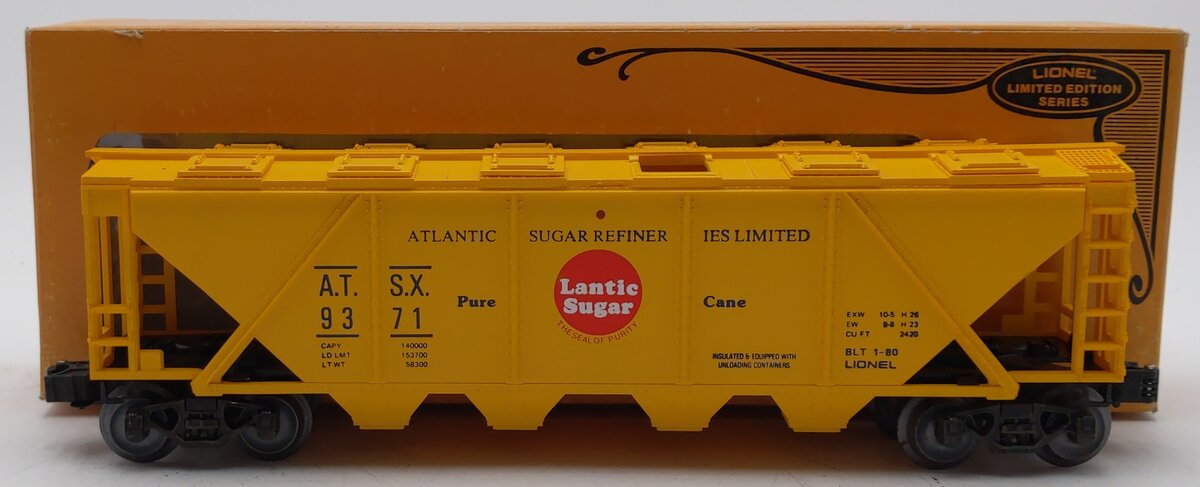 LIONEL
LIMITED EDITION
SERIES
ATLANTIC SUGAR REFINER IES LIMITED
A.T. S.X.
93 71
CAPY 140000
LD LMT 153700
LT WT 58300
Pure
Lantic
Sugar
THE SEAL OF PURITY
Cane
EXW 10-5 H 26
EW 9-8 H 23
CU FT 3420
BLT 1-80
LIONEL
INSULATED & EQUIPPED WITH
UNLOADING CONTAINERS